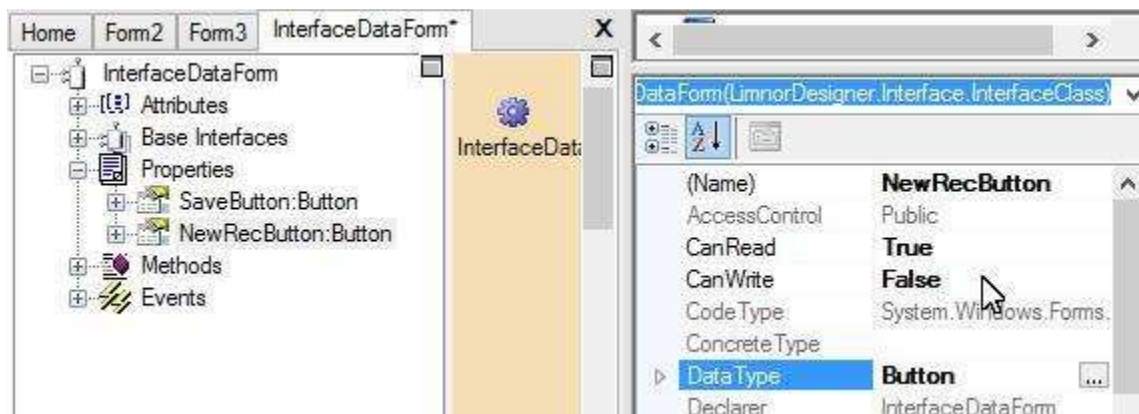 Home Form2 Form3 InterfaceDataForm* X
InterfaceDataForm
Attributes
Base Interfaces
Properties
SaveButton:Button
NewRecButton:Button
Methods
Events
InterfaceData
DataForm(LimnorDesigner.Interface.InterfaceClass)
(Name) NewRecButton
AccessControl Public
CanRead True
CanWrite False
CodeType System.Windows.Forms.
ConcreteType
DataType Button ...
Declarer InterfaceDataForm